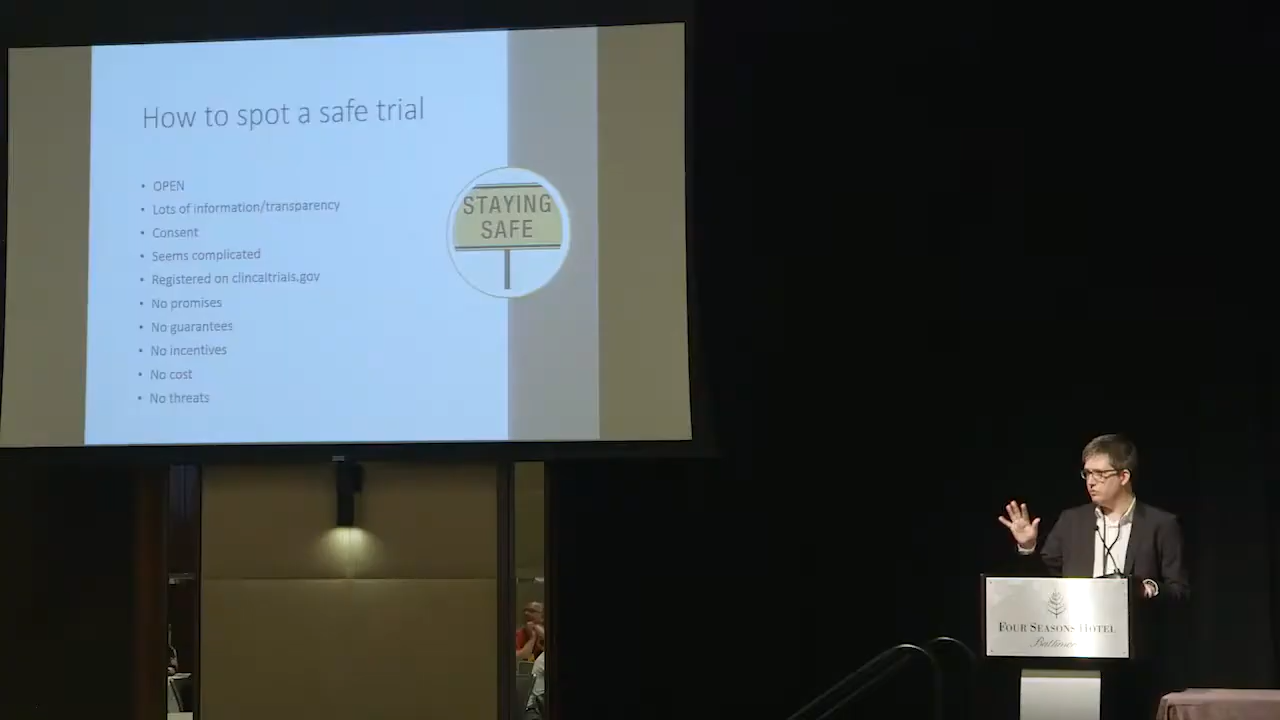 How to spot a safe trial
• OPEN
• Lots of information/transparency
• Consent
• Seems complicated
• Registered on clincaltrials.gov
• No promises
• No guarantees
• No incentives
• No cost
• No threats
STAYING
SAFE
FOUR SEASONS HOTEL
Baltimore